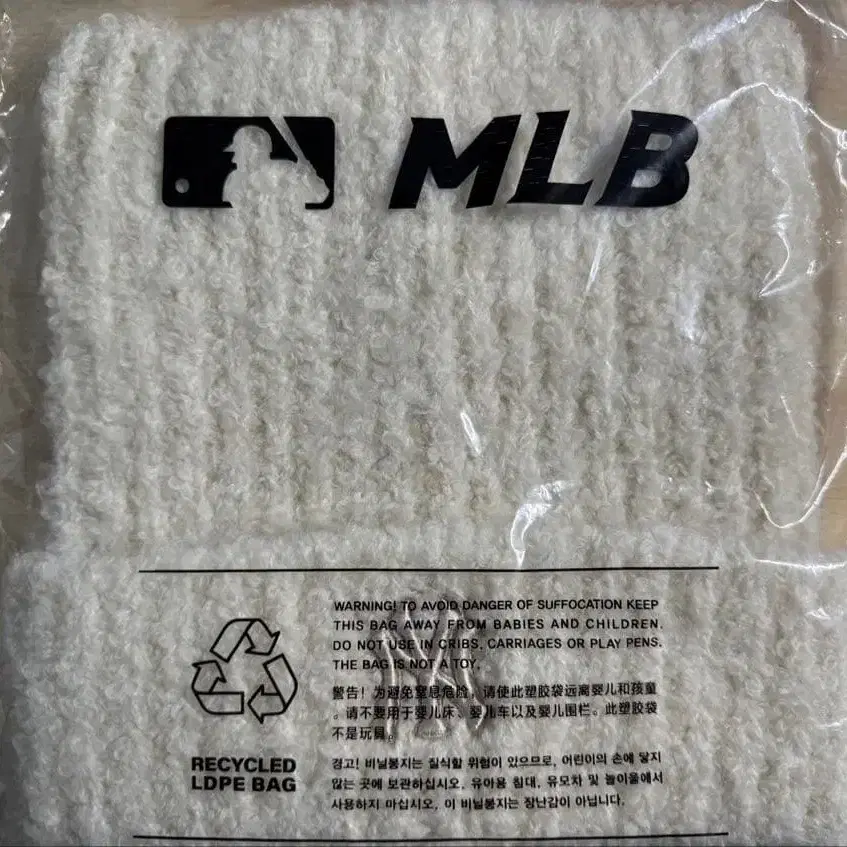 MLB
WARNING! TO AVOID DANGER OF SUFFOCATION KEEP
THIS BAG AWAY FROM BABIES AND CHILDREN.
DO NOT USE IN CRIBS, CARRIAGES OR PLAY PENS.
THE BAG IS NOT A TOY.
警告！为避免窒息危险，请使此塑胶袋远离婴儿和孩童
。请不要用于婴儿床、婴儿车以及婴儿围栏。此塑胶袋
不是玩具。
경고! 비닐봉지는 질식할 위험이 있으므로, 어린이의 손에 닿지
않는 곳에 보관하십시오, 유아용 침대, 유모차 및 놀이울에서
사용하지 마십시오, 이 비닐봉지는 장난감이 아닙니다.
RECYCLED
LDPE BAG
NY